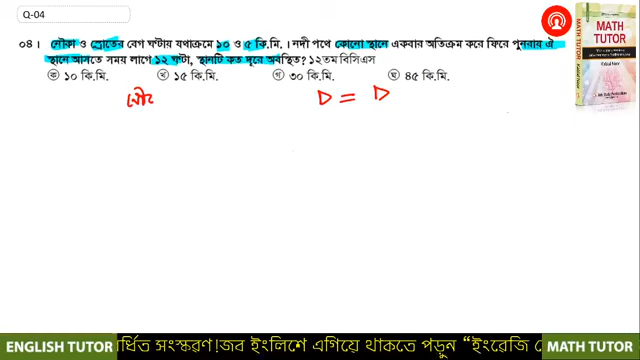 Q-04
MATH
TUTOR
০৪। নৌকা ও স্রোতের বেগ ঘণ্টায় যথাক্রমে ১০ ও ৫ কি.মি.। নদী পথে কোনো স্থানে একবার অতিক্রম করে ফিরে পুনরায় ঐ
স্থানে আসতে সময় লাগে ১২ ঘণ্টা, স্থানটি কত দূরে অবস্থিত? ১২তম বিসিএস
ক ১০ কি.মি. খ ১৫ কি.মি. গ ৩০ কি.মি. ঘ ৪৫ কি.মি.
নৌ D = D
ENGLISH TUTOR র্ধিত সংস্করণ!জব ইংলিশে এগিয়ে থাকতে পড়ুন “ইংরেজি MATH TUTOR